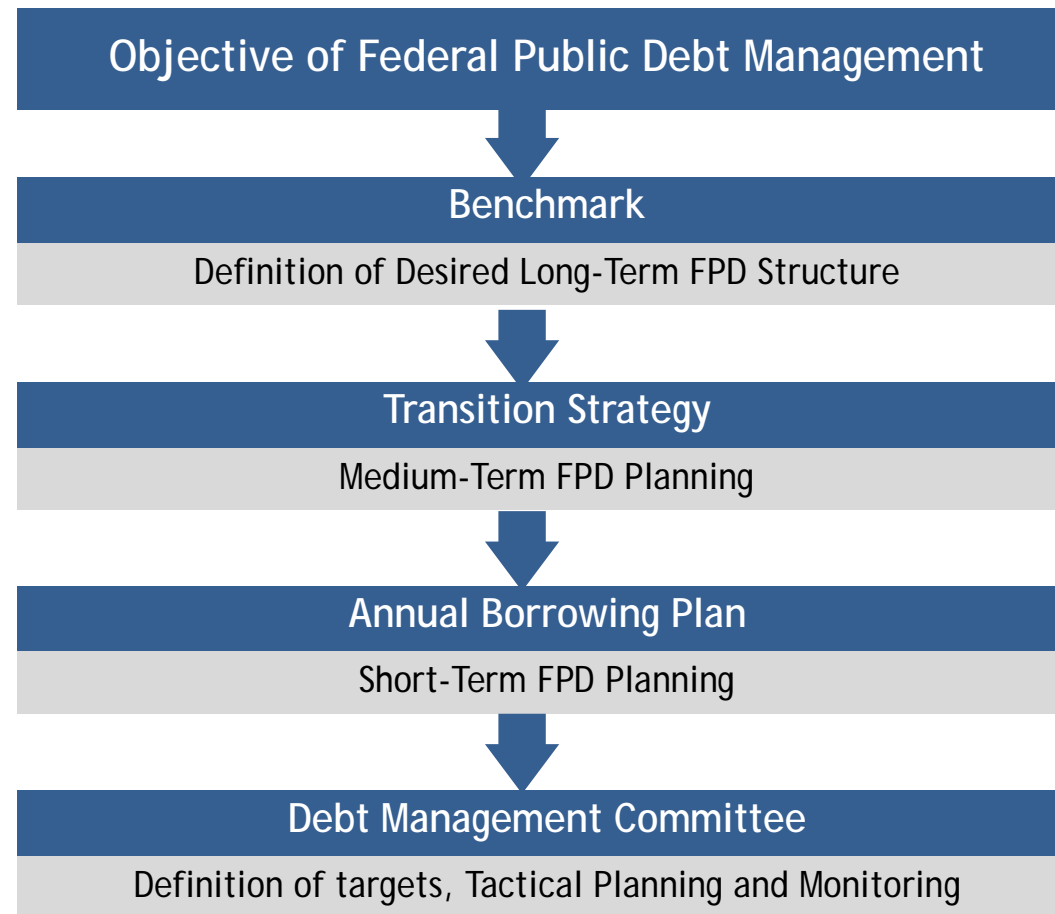 Objective of Federal Public Debt Management
Benchmark
Definition of Desired Long-Term FPD Structure
Transition Strategy
Medium-Term FPD Planning
Annual Borrowing Plan
Short-Term FPD Planning
Debt Management Committee
Definition of targets, Tactical Planning and Monitoring